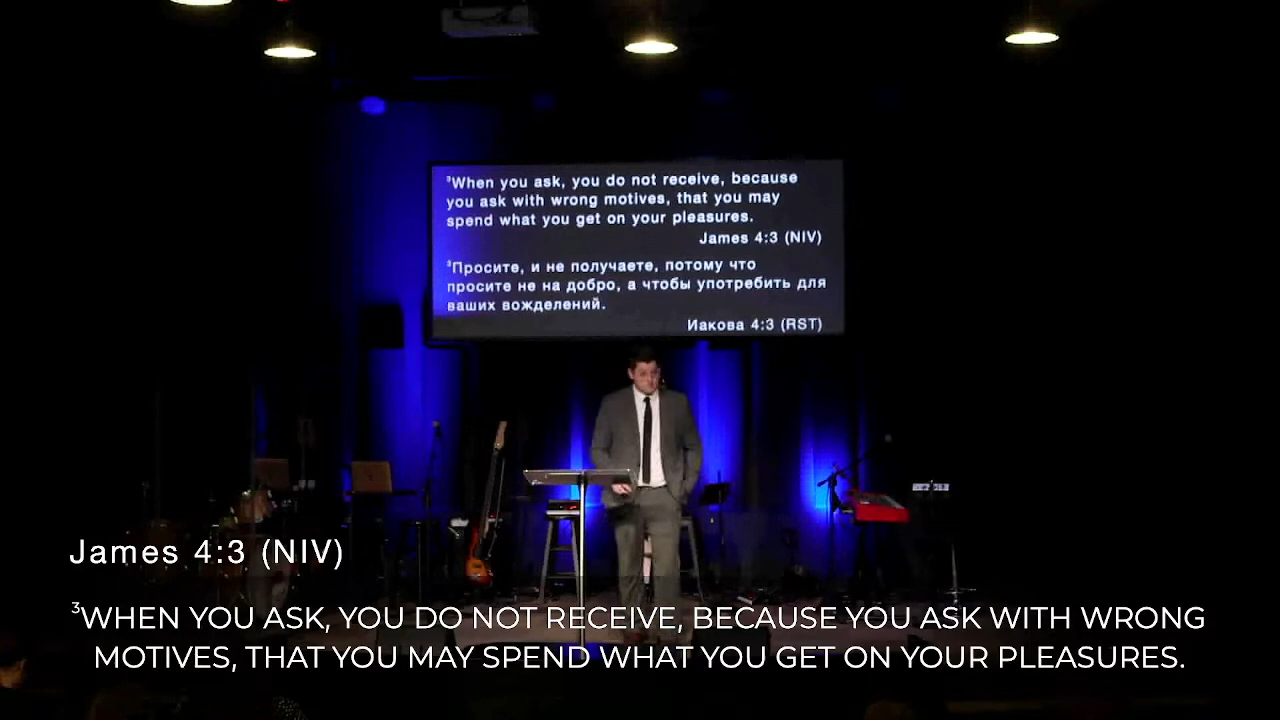 ³When you ask, you do not receive, because
you ask with wrong motives, that you may
spend what you get on your pleasures.
James 4:3 (NIV)
³Просите, и не получаете, потому что
просите не на добро, а чтобы употребить для
ваших вожделений.
Иакова 4:3 (RST)
James 4:3 (NIV)
³WHEN YOU ASK, YOU DO NOT RECEIVE, BECAUSE YOU ASK WITH WRONG
MOTIVES, THAT YOU MAY SPEND WHAT YOU GET ON YOUR PLEASURES.